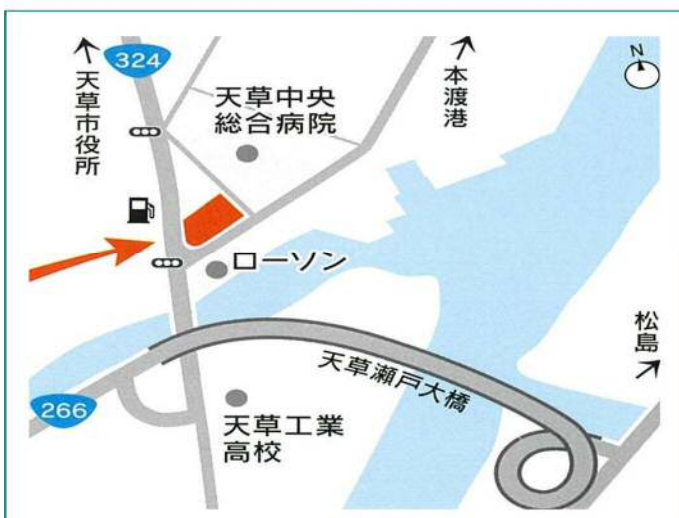 324
天草市役所
天草中央
総合病院
本渡港
N
ローソン
天草瀬戸大橋
松島
266
天草工業
高校